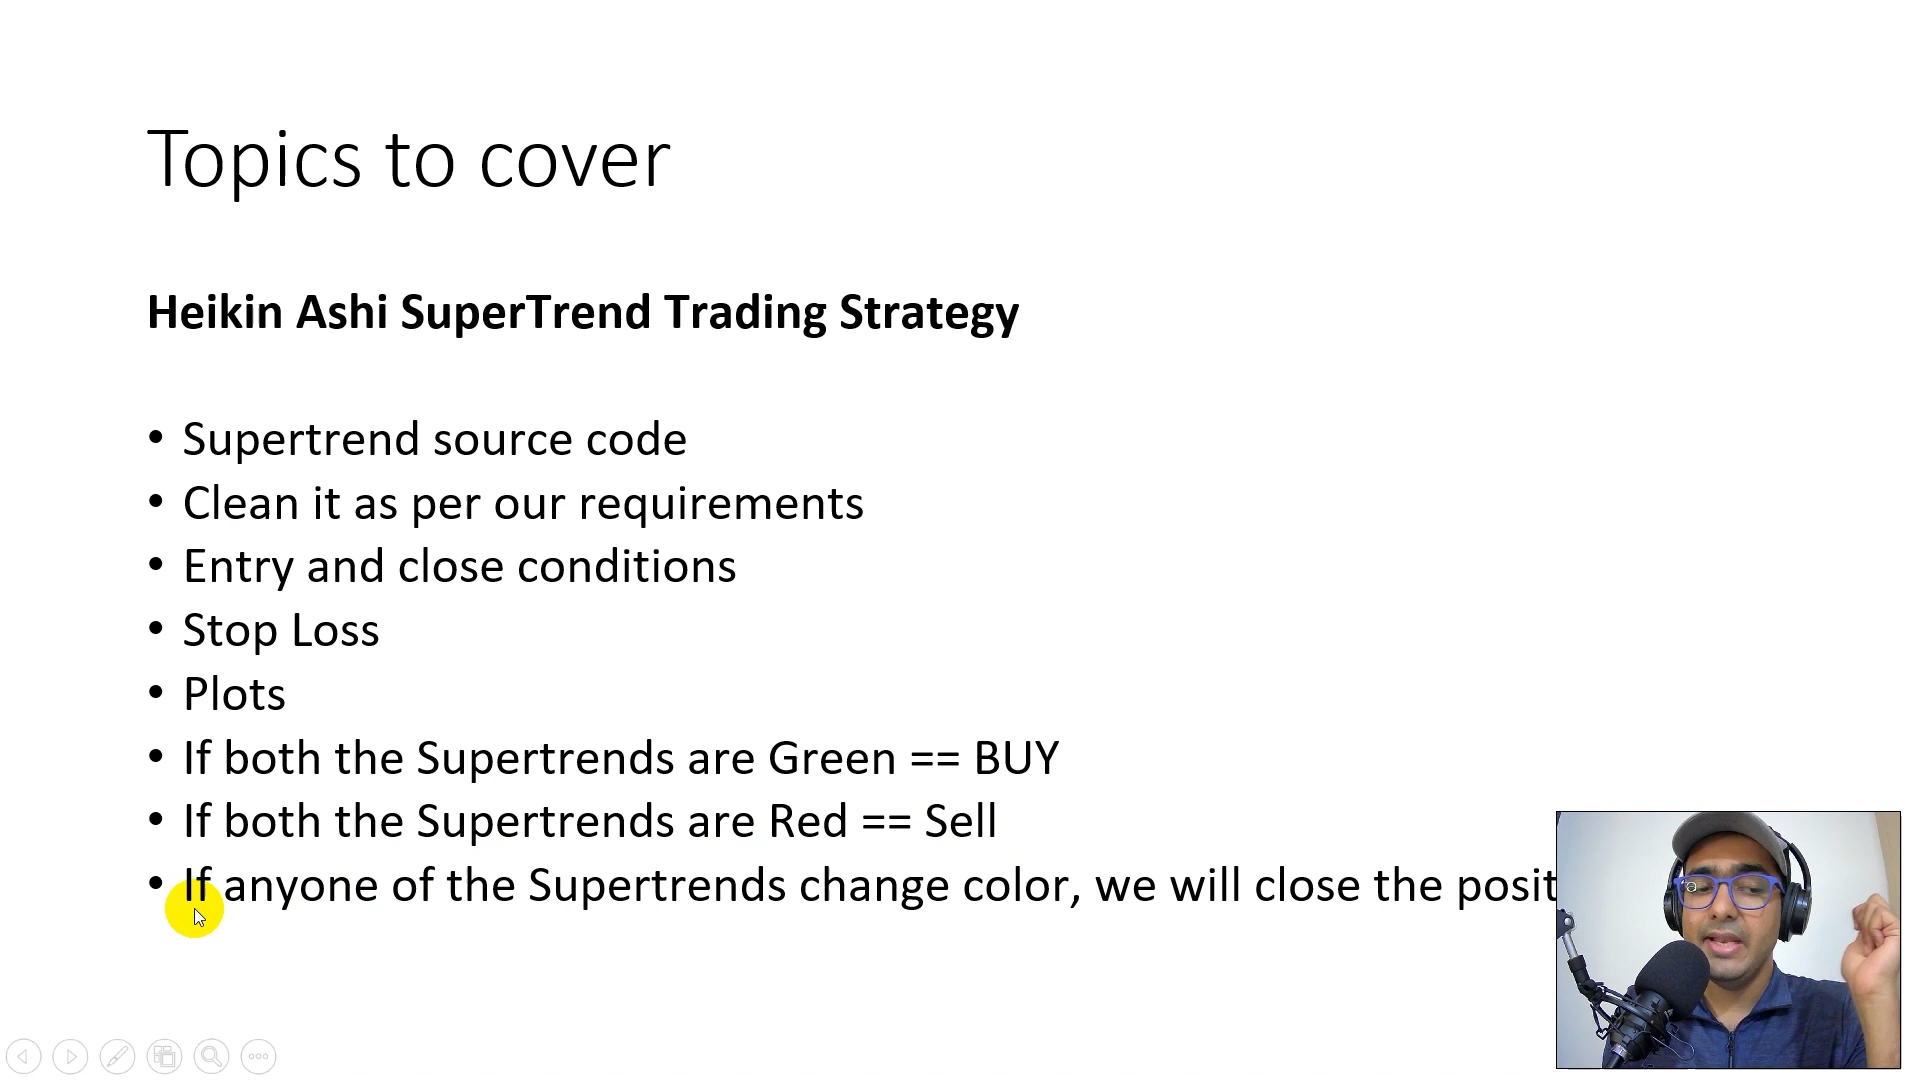 Topics to cover
Heikin Ashi SuperTrend Trading Strategy
• Supertrend source code
• Clean it as per our requirements
• Entry and close conditions
• Stop Loss
• Plots
• If both the Supertrends are Green == BUY
• If both the Supertrends are Red == Sell
• If anyone of the Supertrends change color, we will close the posit